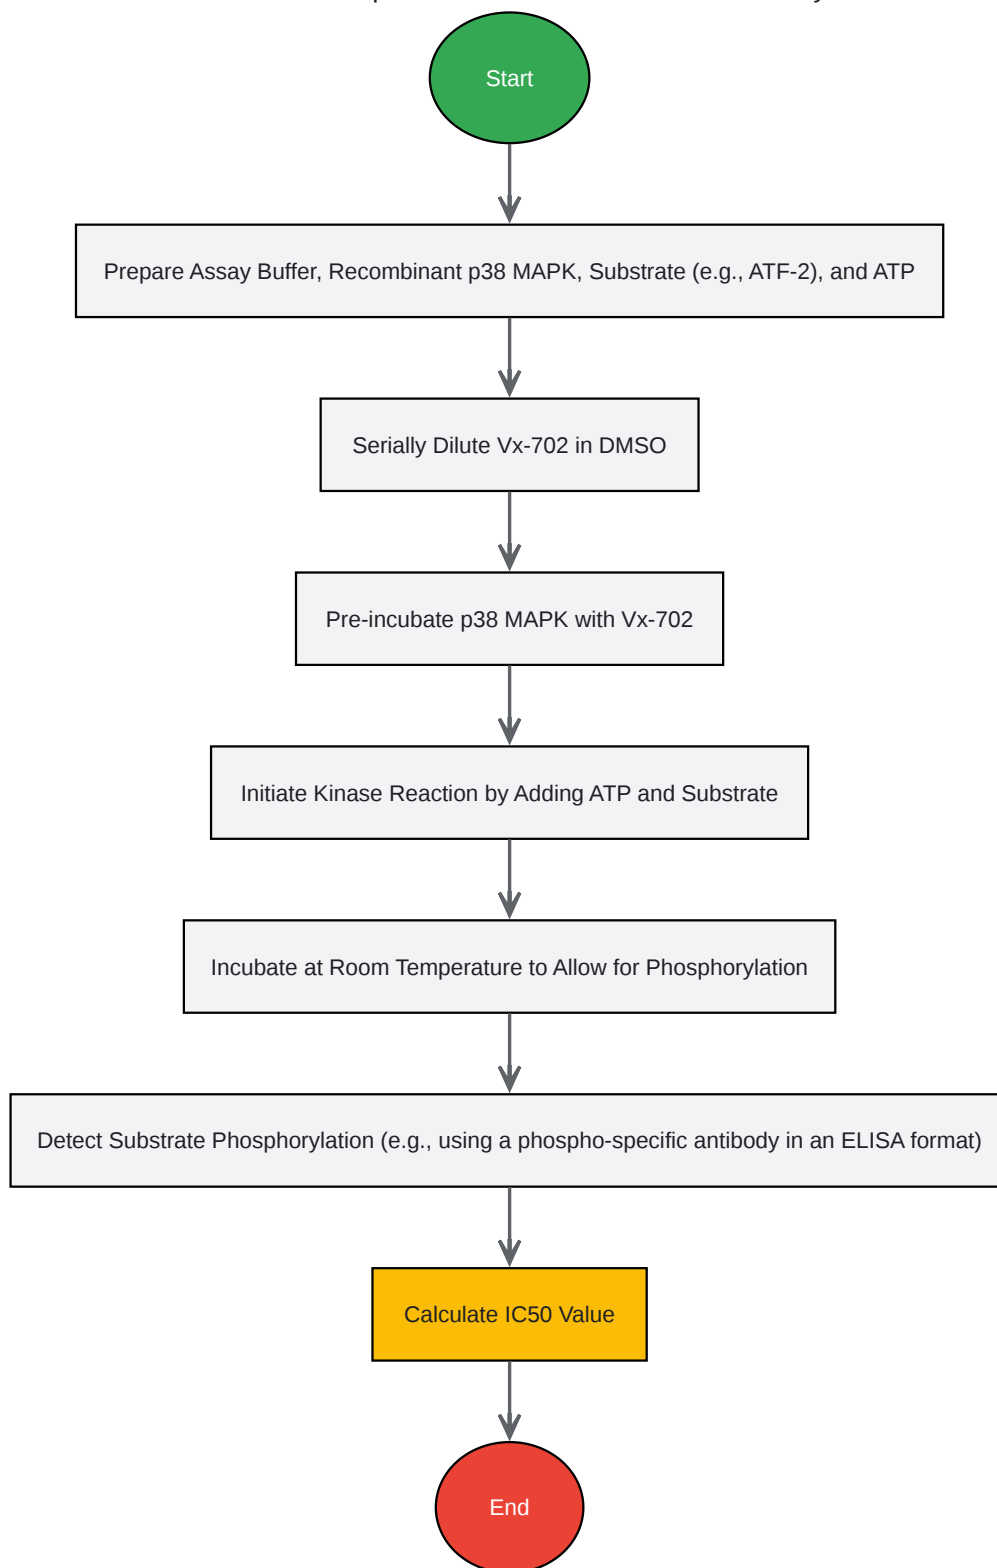 Start
Prepare Assay Buffer, Recombinant p38 MAPK, Substrate (e.g., ATF-2), and ATP
Serially Dilute Vx-702 in DMSO
Pre-incubate p38 MAPK with Vx-702
Initiate Kinase Reaction by Adding ATP and Substrate
Incubate at Room Temperature to Allow for Phosphorylation
Detect Substrate Phosphorylation (e.g., using a phospho-specific antibody in an ELISA format)
Calculate IC50 Value
End